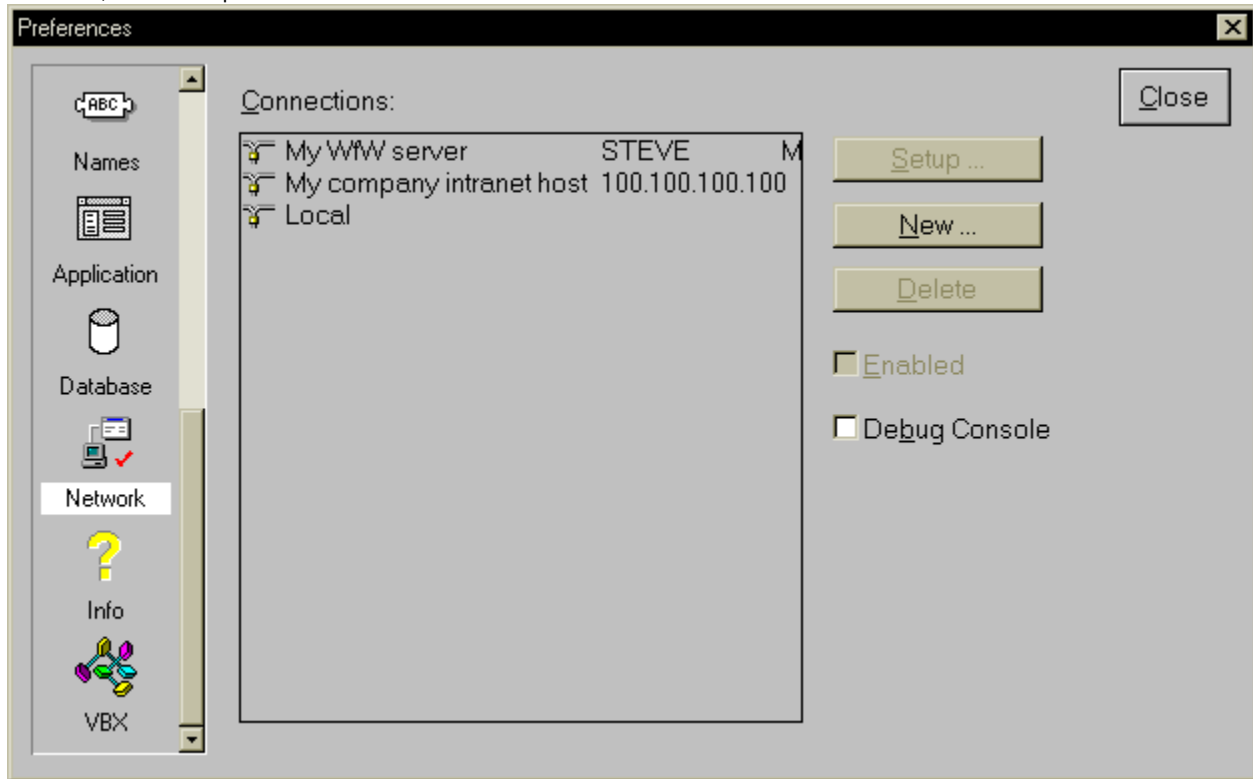 Preferences
ABC
Names
Application
Database
Network
Info
VBX
Connections:
My WfW server STEVE M
My company intranet host 100.100.100.100
Local
Close
Setup ...
New ...
Delete
Enabled
Debug Console